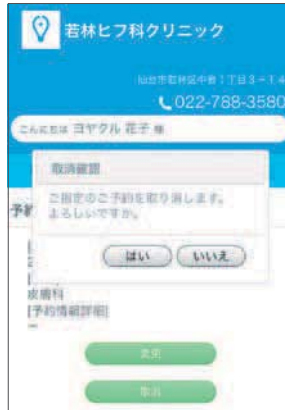 若林ヒフ科クリニック
仙台市若林区中倉1丁目3-14
022-788-3580
こんにちは ヨヤクル 花子 様
取消確認
ご指定のご予約を取り消します。
よろしいですか。
はい いいえ
予約
皮膚科
[予約情報詳細]
変更
取消